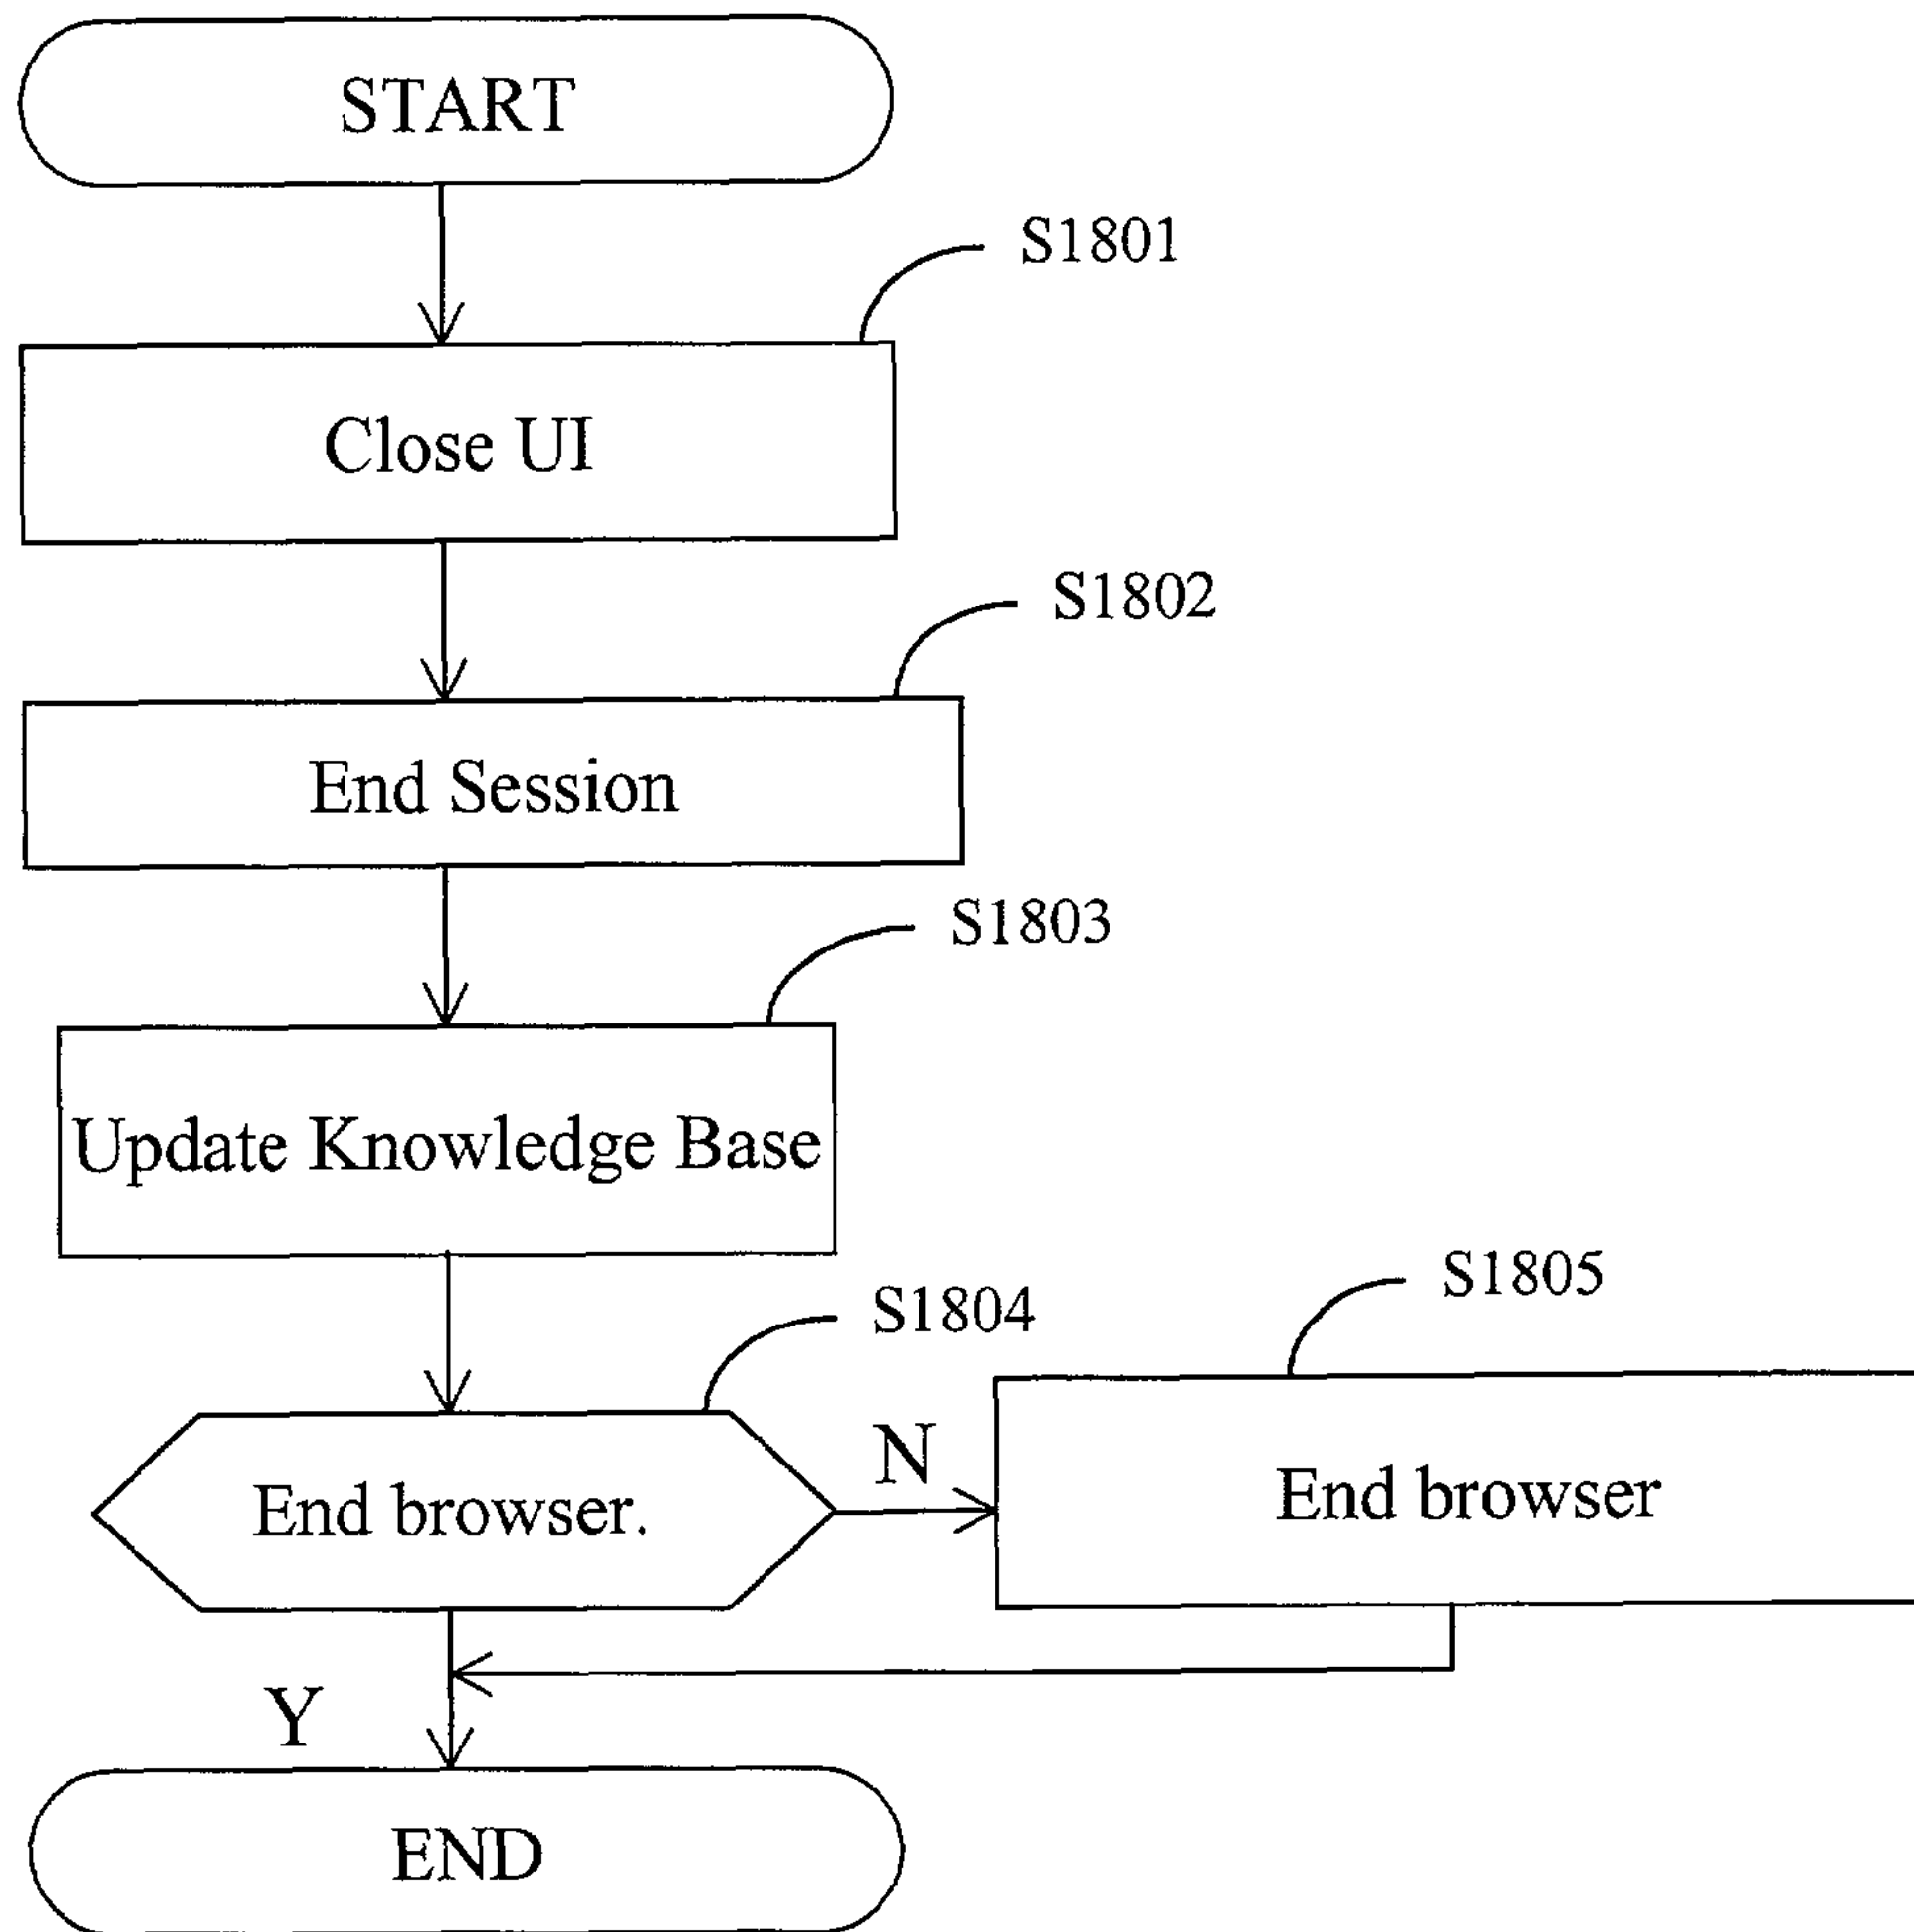 START
S1801
Close UI
S1802
End Session
S1803
Update Knowledge Base
S1804
S1805
End browser.
N
End browser
Y
END